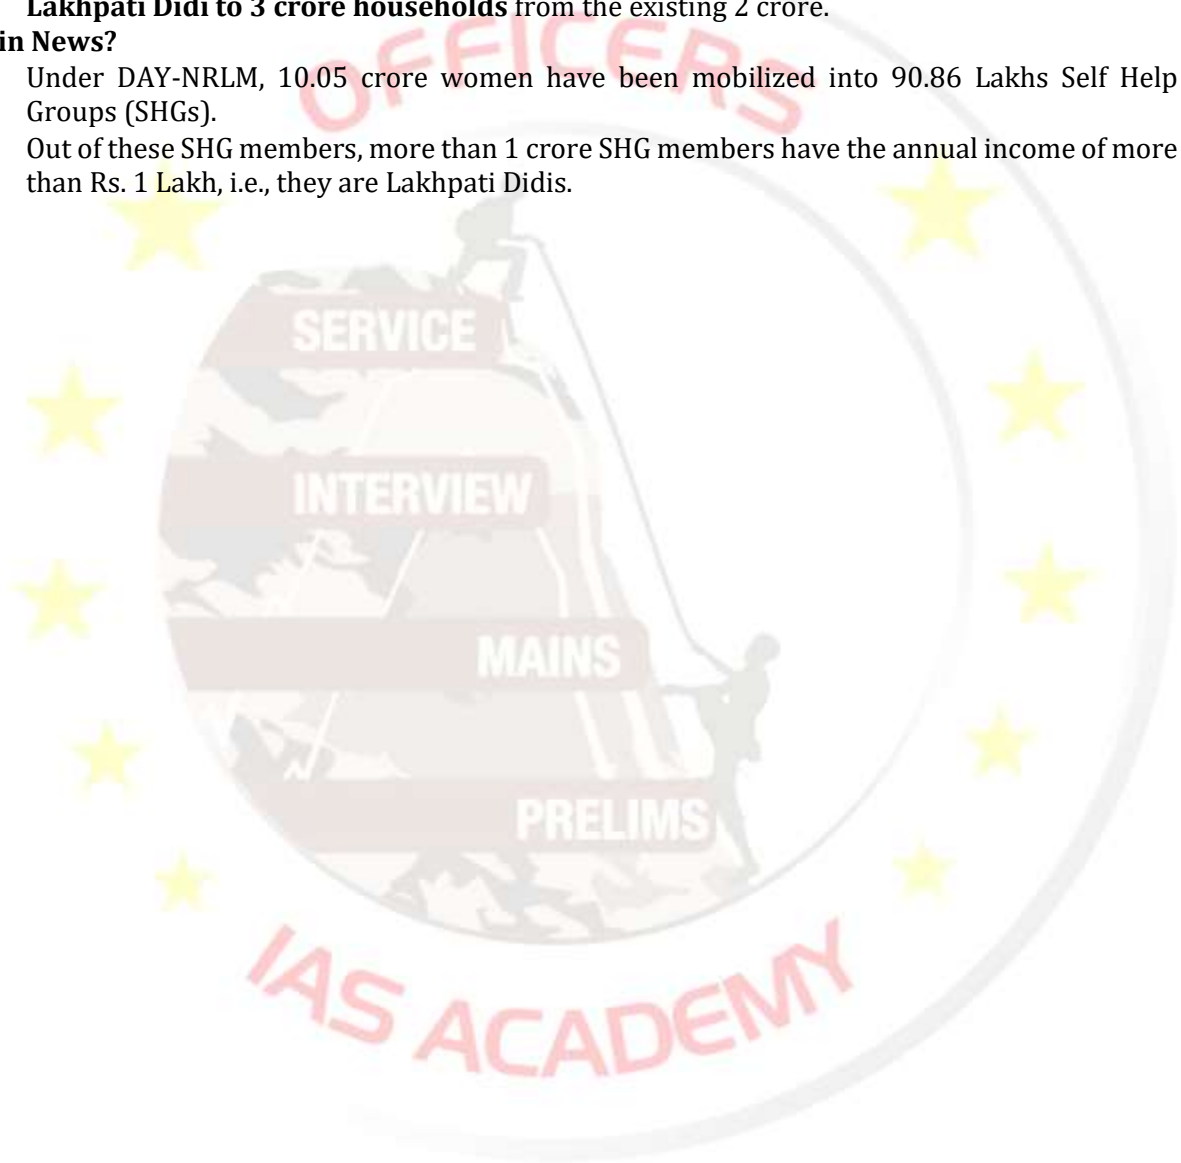 Lakhpati Didi to 3 crore households from the existing 2 crore.
in News?
Under DAY-NRLM, 10.05 crore women have been mobilized into 90.86 Lakhs Self Help
Groups (SHGs).
Out of these SHG members, more than 1 crore SHG members have the annual income of more
than Rs. 1 Lakh, i.e., they are Lakhpati Didis.
OFFICERS
SERVICE
INTERVIEW
MAINS
PRELIMS
IAS ACADEMY